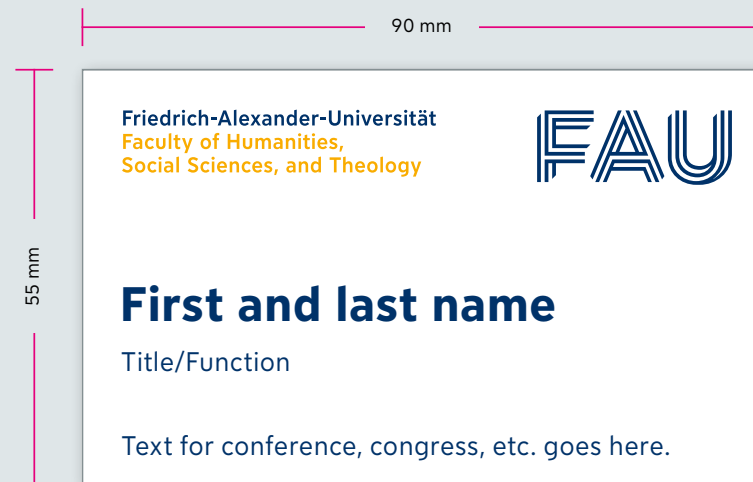 90 mm
Friedrich-Alexander-Universität
Faculty of Humanities,
Social Sciences, and Theology
FAU
55 mm
First and last name
Title/Function
Text for conference, congress, etc. goes here.